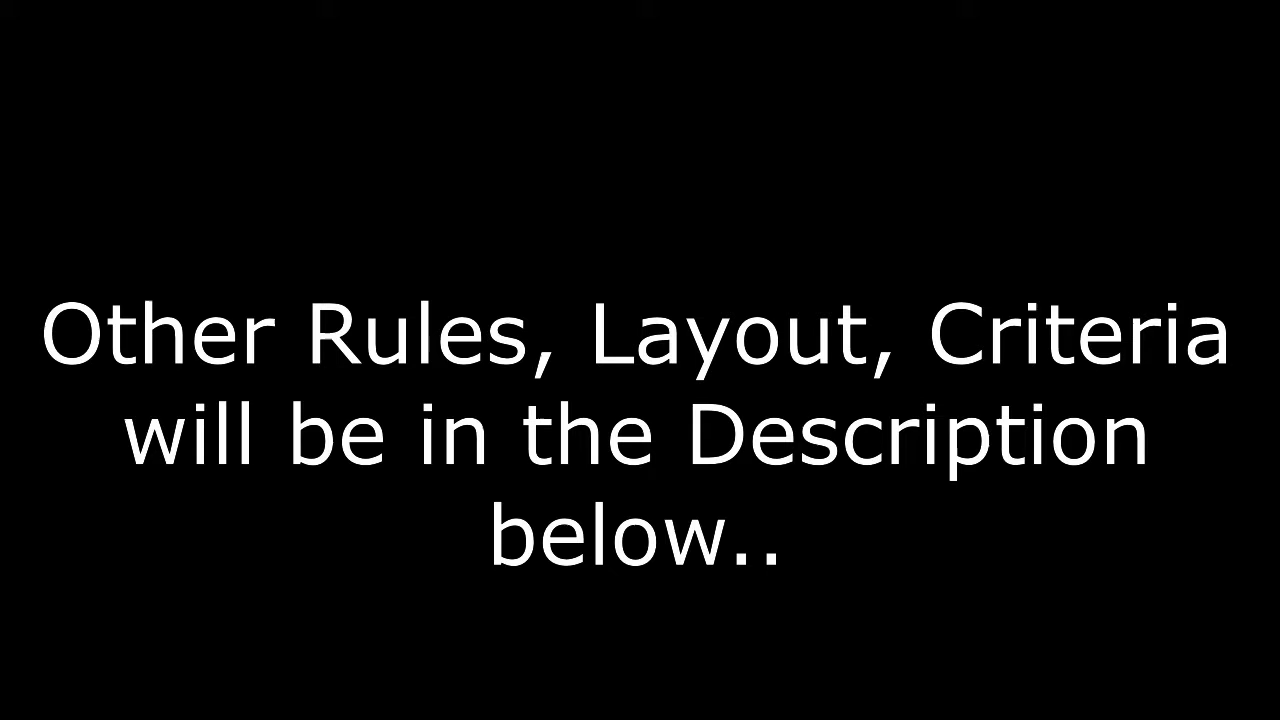 Other Rules, Layout, Criteria
will be in the Description
below..